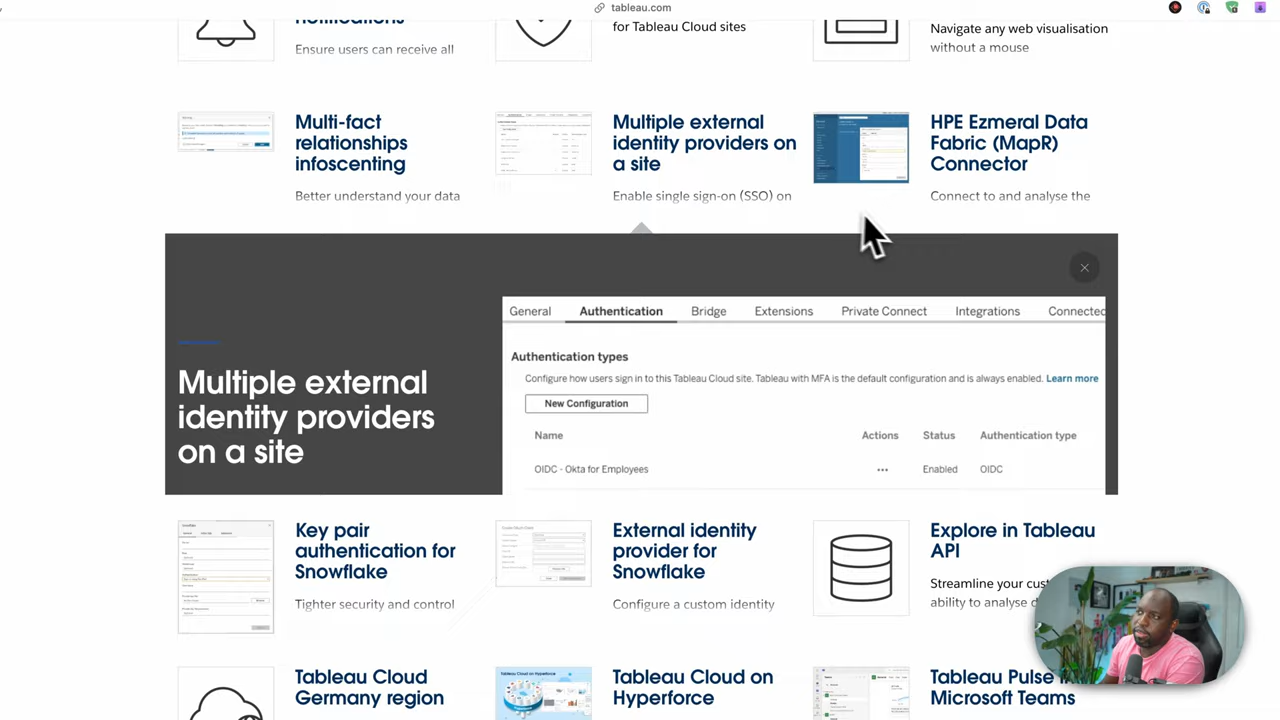 tableau.com
notifications
Ensure users can receive all
for Tableau Cloud sites
Navigate any web visualisation
without a mouse
Multi-fact
relationships
infoscenting
Better understand your data
Multiple external
identity providers on
a site
Enable single sign-on (SSO) on
HPE Ezmeral Data
Fabric (MapR)
Connector
Connect to and analyse the
Multiple external
identity providers
on a site
General Authentication Bridge Extensions Private Connect Integrations Connected
Authentication types
Configure how users sign in to this Tableau Cloud site. Tableau with MFA is the default configuration and is always enabled. Learn more
New Configuration
Name Actions Status Authentication type
OIDC - Okta for Employees ••• Enabled OIDC
Key pair
authentication for
Snowflake
Tighter security and control
External identity
provider for
Snowflake
Configure a custom identity
Explore in Tableau
API
Streamline your
ability to analyse
Tableau Cloud
Germany region
Tableau Cloud on
Hyperforce
Tableau Pulse in
Microsoft Teams